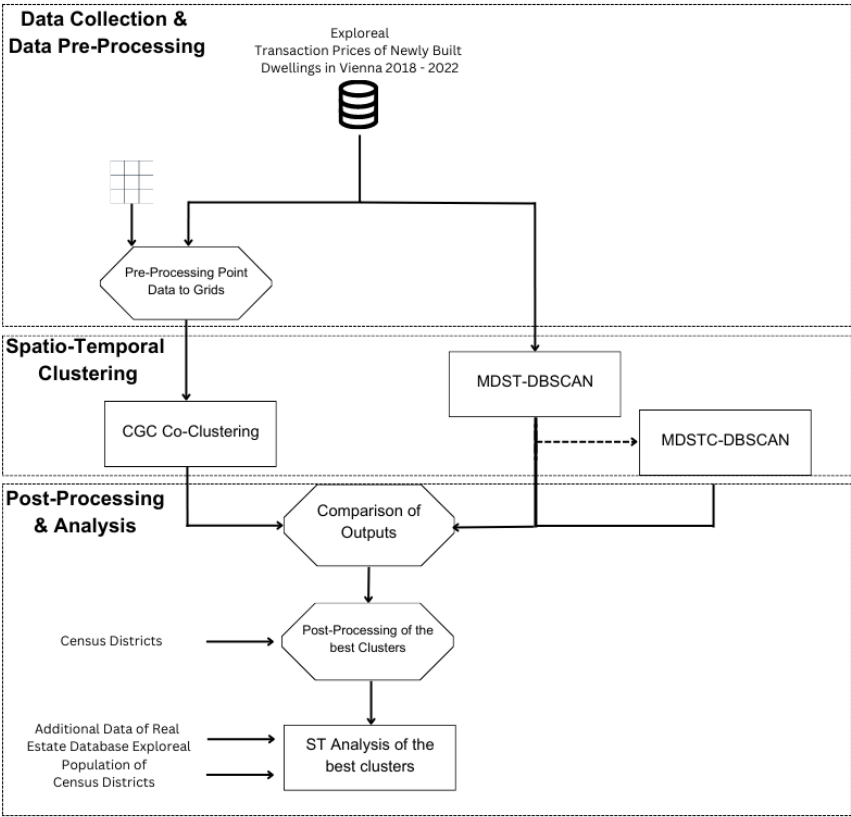 Data Collection &
Data Pre-Processing
Exploreal
Transaction Prices of Newly Built
Dwellings in Vienna 2018 - 2022
Pre-Processing Point
Data to Grids
Spatio-Temporal
Clustering
MDST-DBSCAN
CGC Co-Clustering
MDSTC-DBSCAN
Post-Processing
& Analysis
Comparison of
Outputs
Census Districts
Post-Processing of the
best Clusters
Additional Data of Real
Estate Database Exploreal
Population of
Census Districts
ST Analysis of the
best clusters